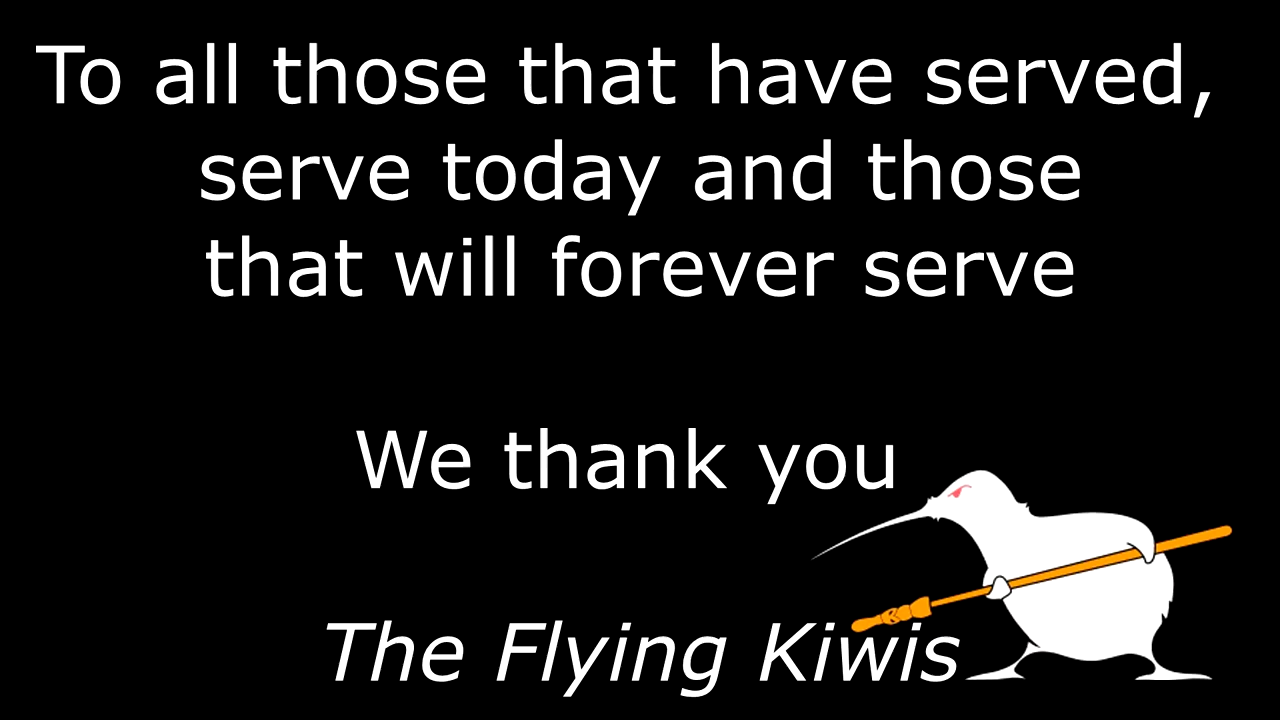 To all those that have served,
serve today and those
that will forever serve
We thank you
The Flying Kiwis